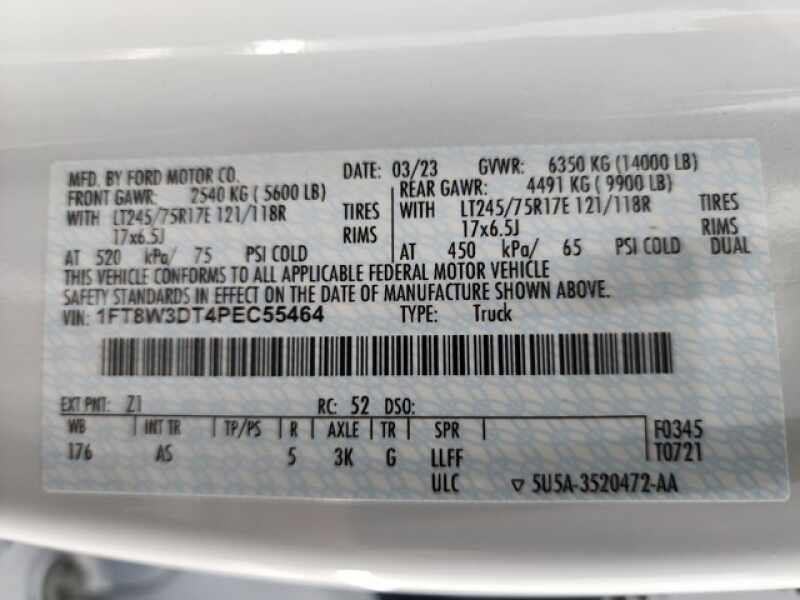 MFD. BY FORD MOTOR CO. DATE: 03/23 GVWR: 6350 KG (14000 LB)
FRONT GAWR: 2540 KG ( 5600 LB) REAR GAWR: 4491 KG ( 9900 LB)
WITH LT245/75R17E 121/118R TIRES WITH LT245/75R17E 121/118R TIRES
17x6.5J RIMS 17x6.5J RIMS
AT 520 kPa/ 75 PSI COLD AT 450 kPa/ 65 PSI COLD DUAL
THIS VEHICLE CONFORMS TO ALL APPLICABLE FEDERAL MOTOR VEHICLE
SAFETY STANDARDS IN EFFECT ON THE DATE OF MANUFACTURE SHOWN ABOVE.
VIN: 1FT8W3DT4PEC55464 TYPE: Truck
EXT PNT: Z1 RC: 52 DSO:
WB INT TR TP/PS R AXLE TR SPR F0345
176 AS 5 3K G LLFF T0721
ULC ▽ 5U5A-3520472-AA